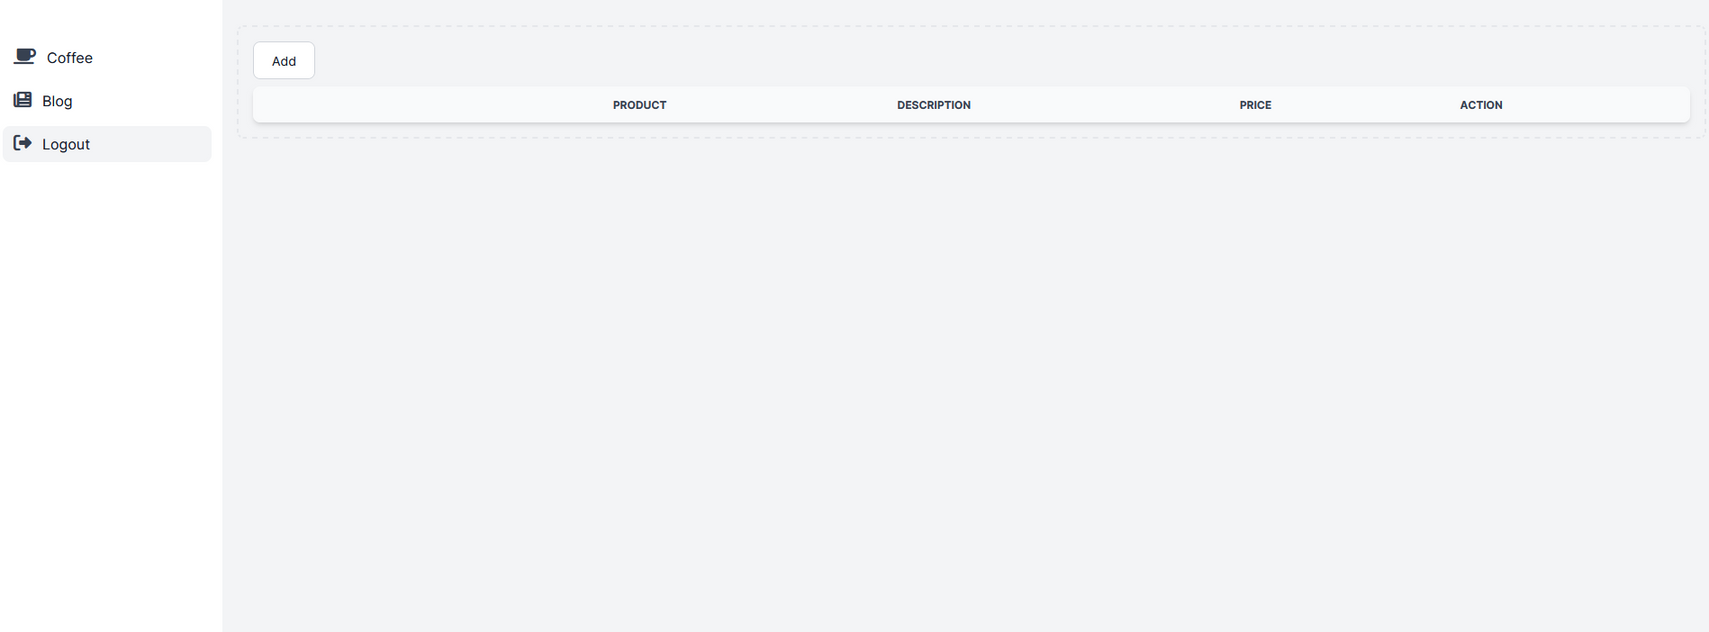 Coffee
Blog
Logout
Add
PRODUCT DESCRIPTION PRICE ACTION